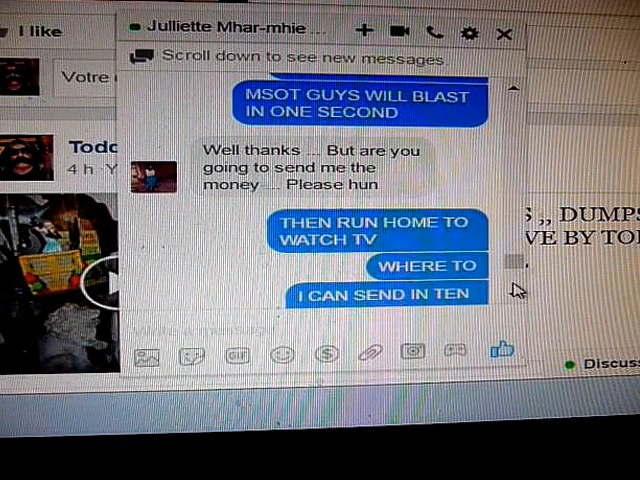 I like
Julliette Mhar-mhie ...
Scroll down to see new messages.
Votre
MSOT GUYS WILL BLAST
IN ONE SECOND
Todd
4 h · Y
Well thanks ... But are you
going to send me the
money .... Please hun
THEN RUN HOME TO
WATCH TV
S ,, DUMPS
VE BY TO
WHERE TO
I CAN SEND IN TEN
Write a message
GIF
$
Discuss